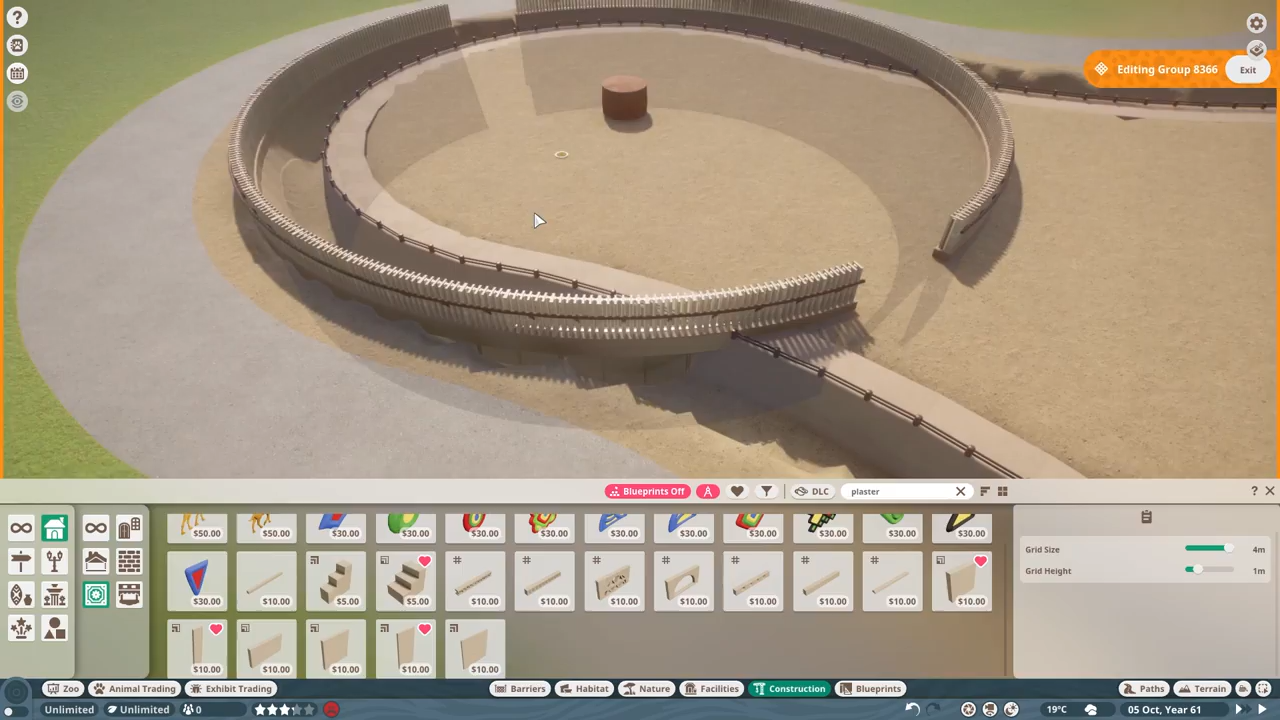 ?
Editing Group 8366 Exit
Blueprints Off DLC plaster ? X
$50.00 $50.00 $30.00 $30.00 $30.00 $30.00 $30.00 $30.00 $30.00 $30.00 $30.00 $30.00
Grid Size 4m
Grid Height 1m
$30.00 $10.00 $5.00 $5.00 $10.00 $10.00 $10.00 $10.00 $10.00 $10.00 $10.00 $10.00
$10.00 $10.00 $10.00 $10.00 $10.00
Zoo Animal Trading Exhibit Trading Barriers Habitat Nature Facilities Construction Blueprints Paths Terrain
Unlimited Unlimited 0 19°C 05 Oct, Year 61